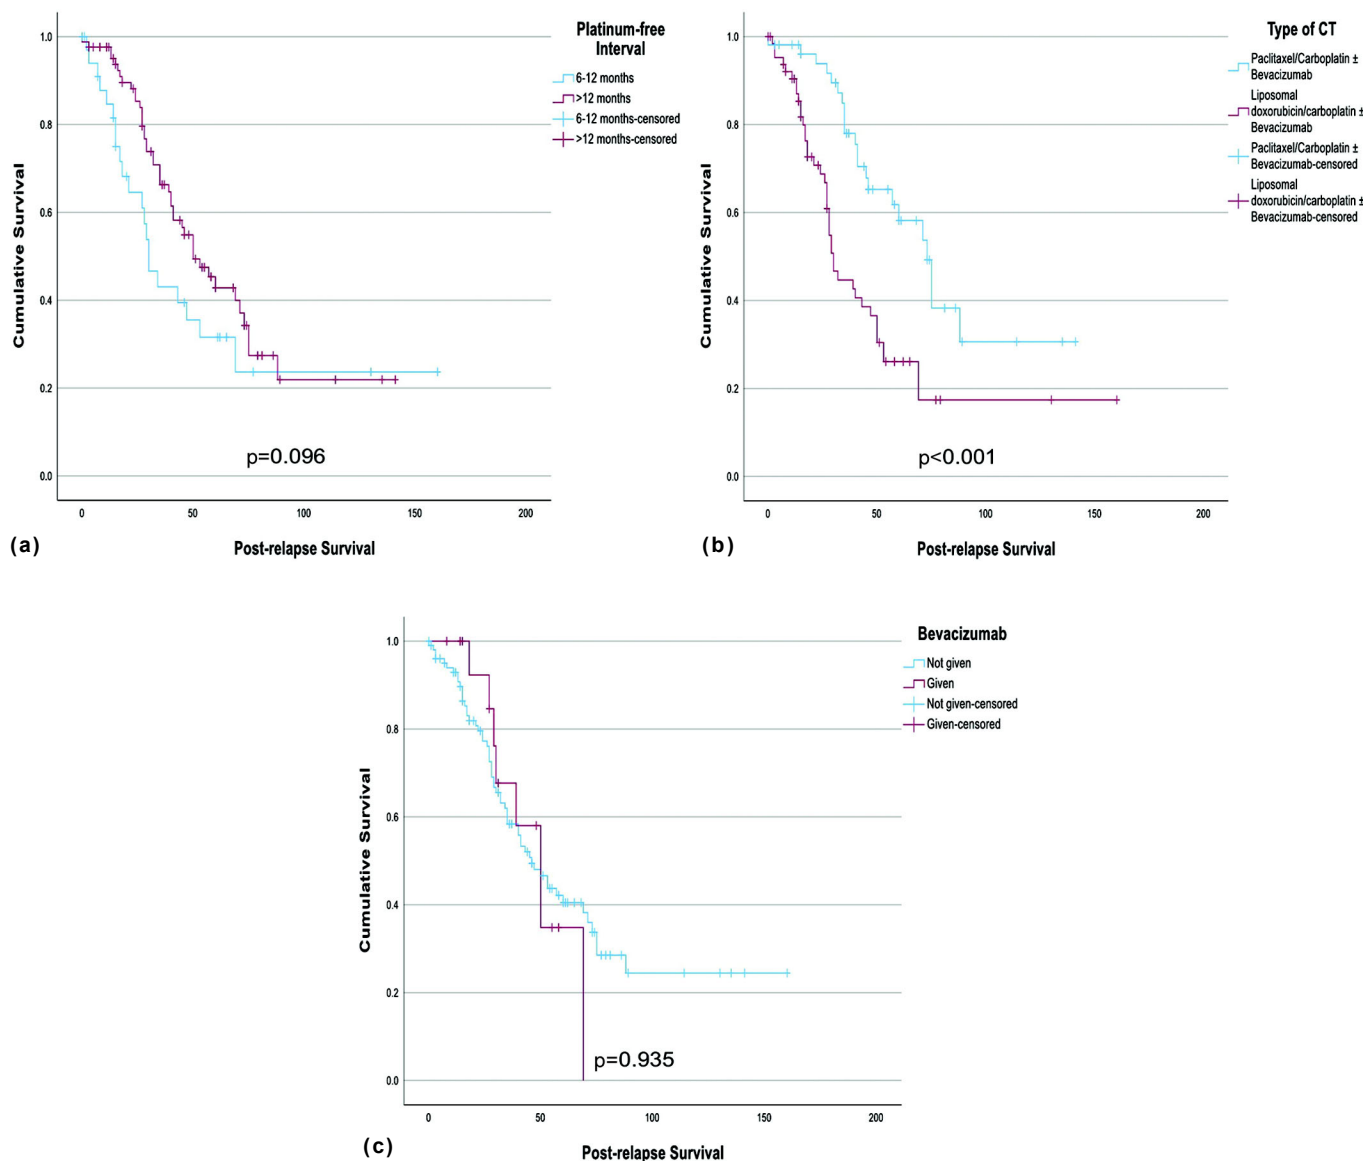 Platinum-free
Interval
6-12 months
>12 months
6-12 months-censored
>12 months-censored
1.0
0.8
0.6
0.4
0.2
0.0
Cumulative Survival
p=0.096
0 50 100 150 200
(a)
Post-relapse Survival
Type of CT
Paclitaxel/Carboplatin ±
Bevacizumab
Liposomal
doxorubicin/carboplatin ±
Bevacizumab
Paclitaxel/Carboplatin ±
Bevacizumab-censored
Liposomal
doxorubicin/carboplatin ±
Bevacizumab-censored
1.0
0.8
0.6
0.4
0.2
0.0
Cumulative Survival
p<0.001
0 50 100 150 200
(b)
Post-relapse Survival
Bevacizumab
Not given
Given
Not given-censored
Given-censored
1.0
0.8
0.6
0.4
0.2
0.0
Cumulative Survival
p=0.935
0 50 100 150 200
(c)
Post-relapse Survival